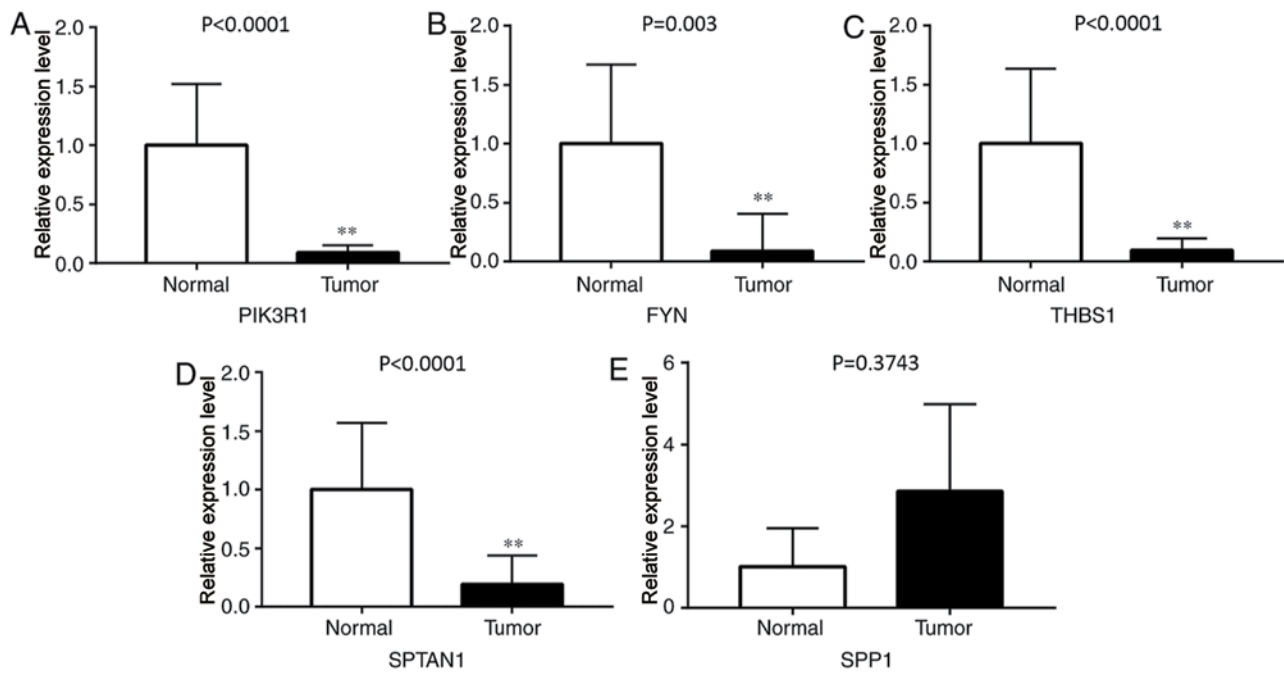 A
P<0.0001
Relative expression level
2.0
1.5
1.0
0.5
0.0
**
Normal
Tumor
PIK3R1
B
P=0.003
Relative expression level
2.0
1.5
1.0
0.5
0.0
**
Normal
Tumor
FYN
C
P<0.0001
Relative expression level
2.0
1.5
1.0
0.5
0.0
**
Normal
Tumor
THBS1
D
P<0.0001
Relative expression level
2.0
1.5
1.0
0.5
0.0
**
Normal
Tumor
SPTAN1
E
P=0.3743
Relative expression level
6
4
2
0
Normal
Tumor
SPP1